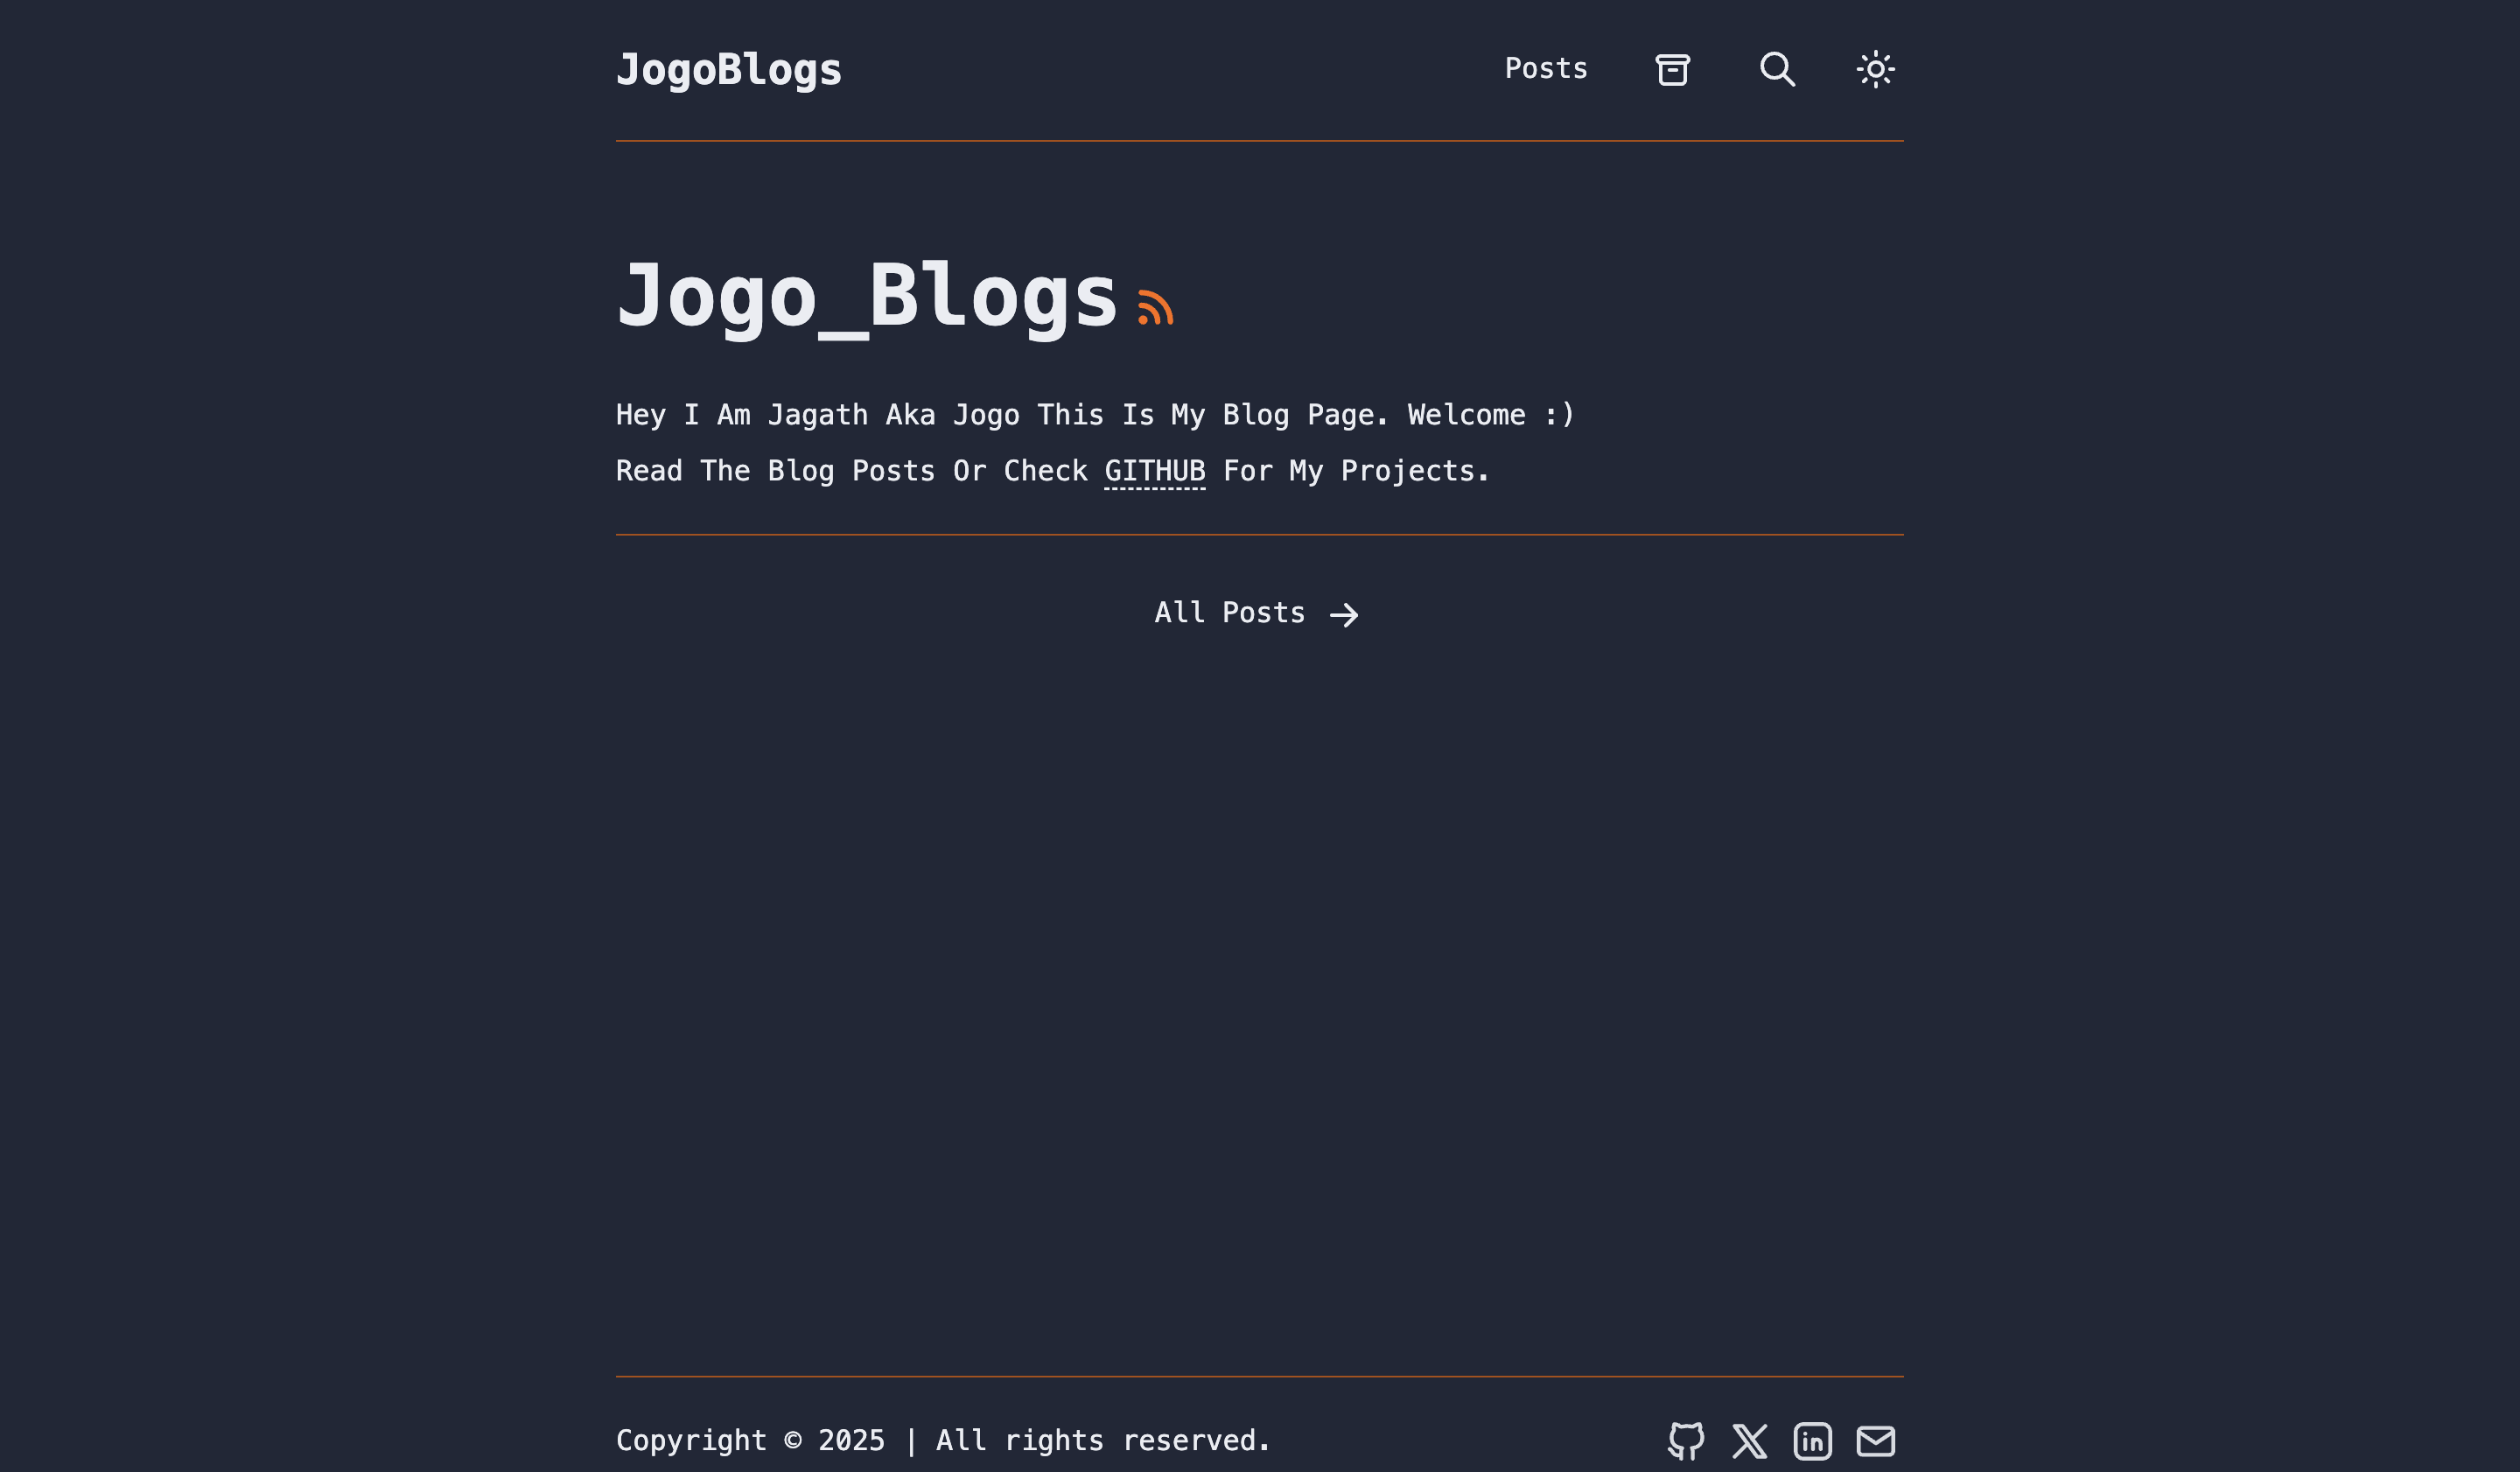 JogoBlogs
Posts
Jogo_Blogs
Hey I Am Jagath Aka Jogo This Is My Blog Page. Welcome :)
Read The Blog Posts Or Check GITHUB For My Projects.
All Posts →
Copyright © 2025 | All rights reserved.